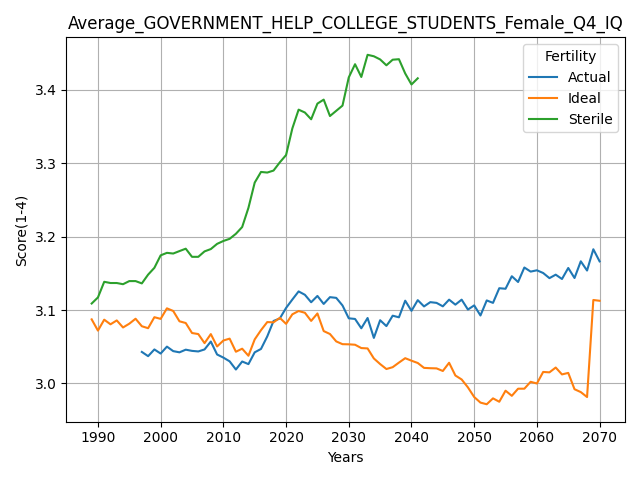 Average_GOVERNMENT_HELP_COLLEGE_STUDENTS_Female_Q4_IQ
Fertility
Actual
Ideal
Sterile
Score(1-4)
3.4
3.3
3.2
3.1
3.0
1990 2000 2010 2020 2030 2040 2050 2060 2070
Years